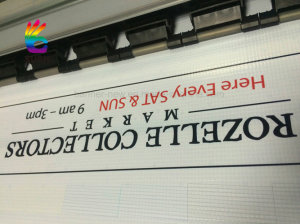 ROZELLE COLLECTORS
MARKET
Here Every SAT & SUN
9 am – 3pm